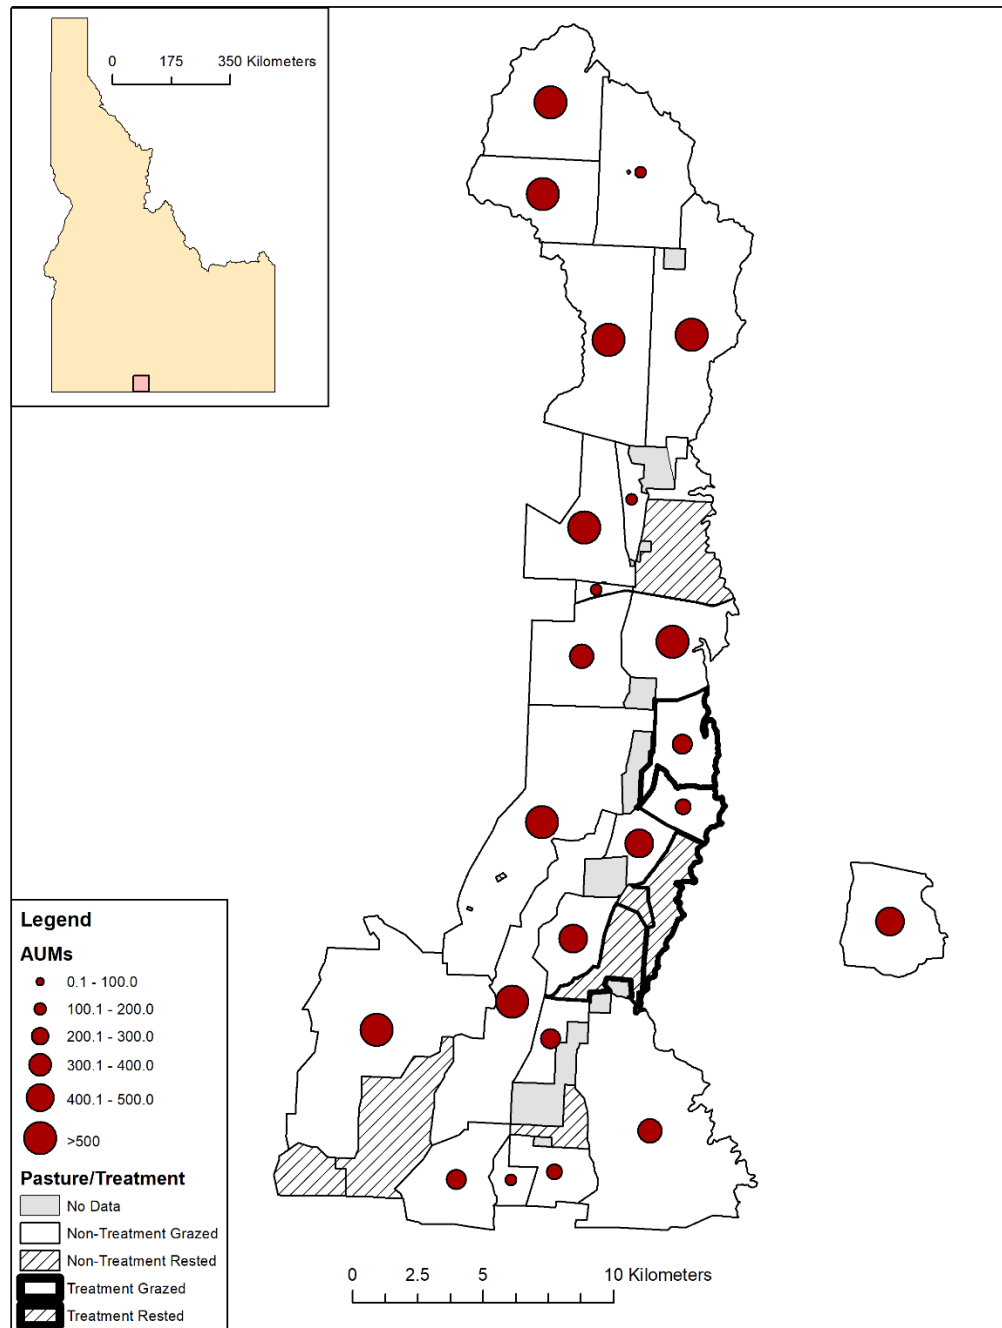 0 175 350 Kilometers
Legend
AUMs
0.1 - 100.0
100.1 - 200.0
200.1 - 300.0
300.1 - 400.0
400.1 - 500.0
>500
Pasture/Treatment
No Data
Non-Treatment Grazed
Non-Treatment Rested
Treatment Grazed
Treatment Rested
0 2.5 5 10 Kilometers